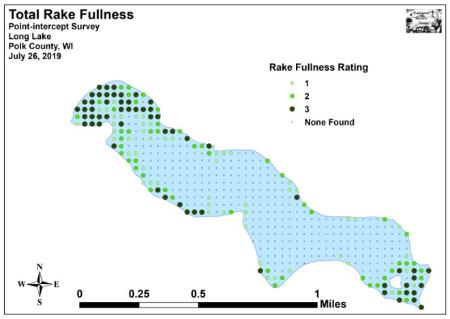 Total Rake Fullness
Point-intercept Survey
Long Lake
Polk County, WI
July 26, 2019
Rake Fullness Rating
1
2
3
None Found
N
W E
S
0 0.25 0.5 1
Miles